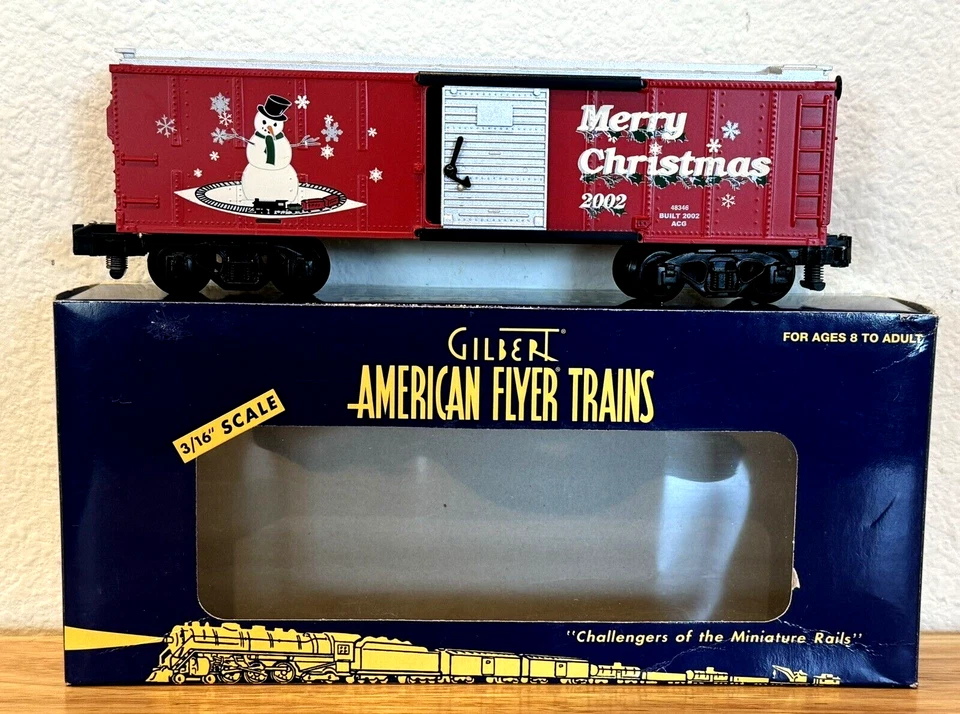 Merry
Christmas
2002
48346
BUILT 2002
ACG
GILBERT®
FOR AGES 8 TO ADULT
AMERICAN FLYER® TRAINS
3/16" SCALE
"Challengers of the Miniature Rails"